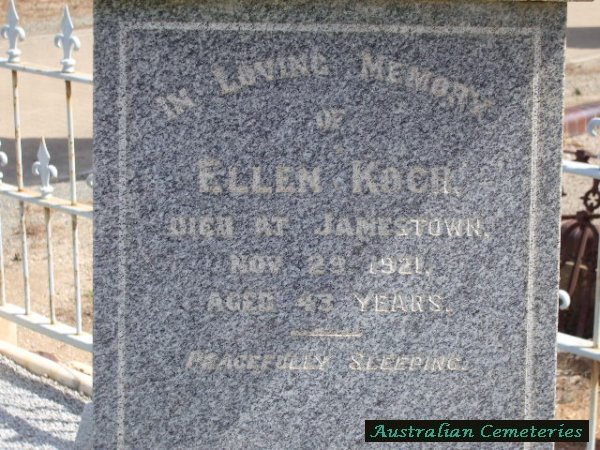 IN LOVING MEMORY
OF
ELLEN KOCH.
DIED AT JAMESTOWN,
NOV 29 1921.
AGED 43 YEARS.
PEACEFULLY SLEEPING.
Australian Cemeteries